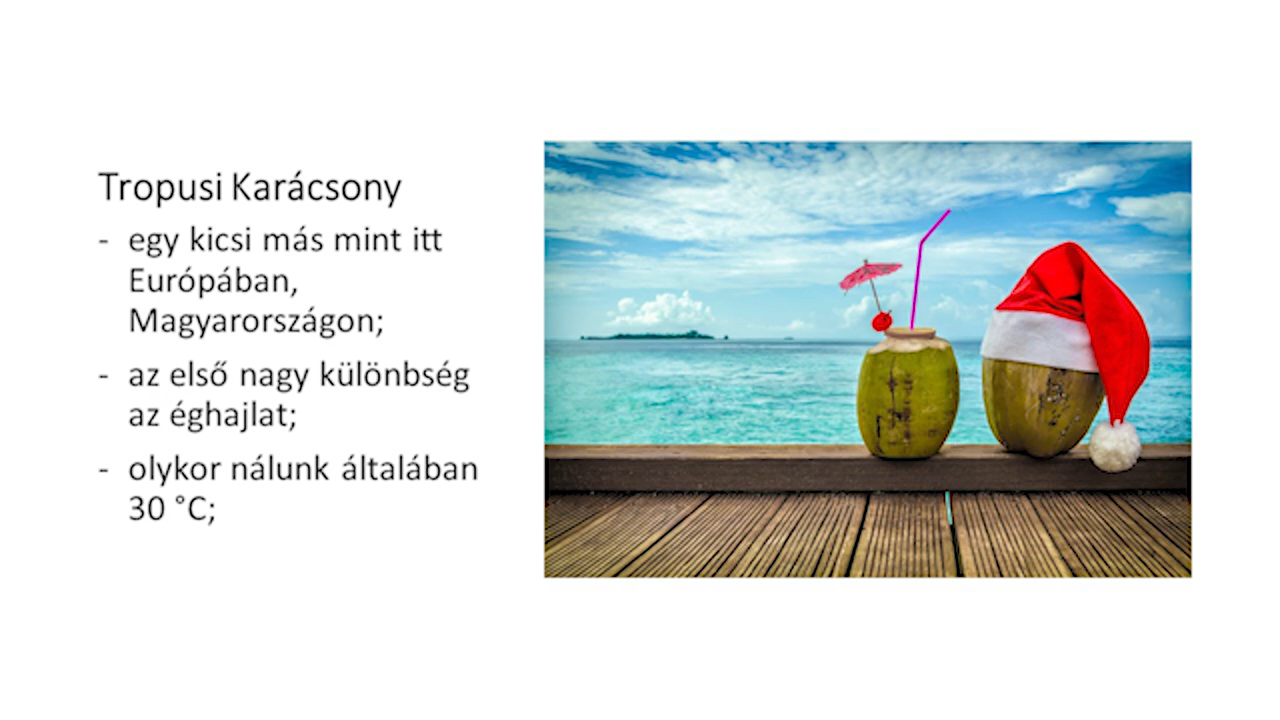 Tropusi Karácsony
- egy kicsi más mint itt
Európában,
Magyarországon;
- az első nagy különbség
az éghajlat;
- olykor nálunk általában
30 °C;